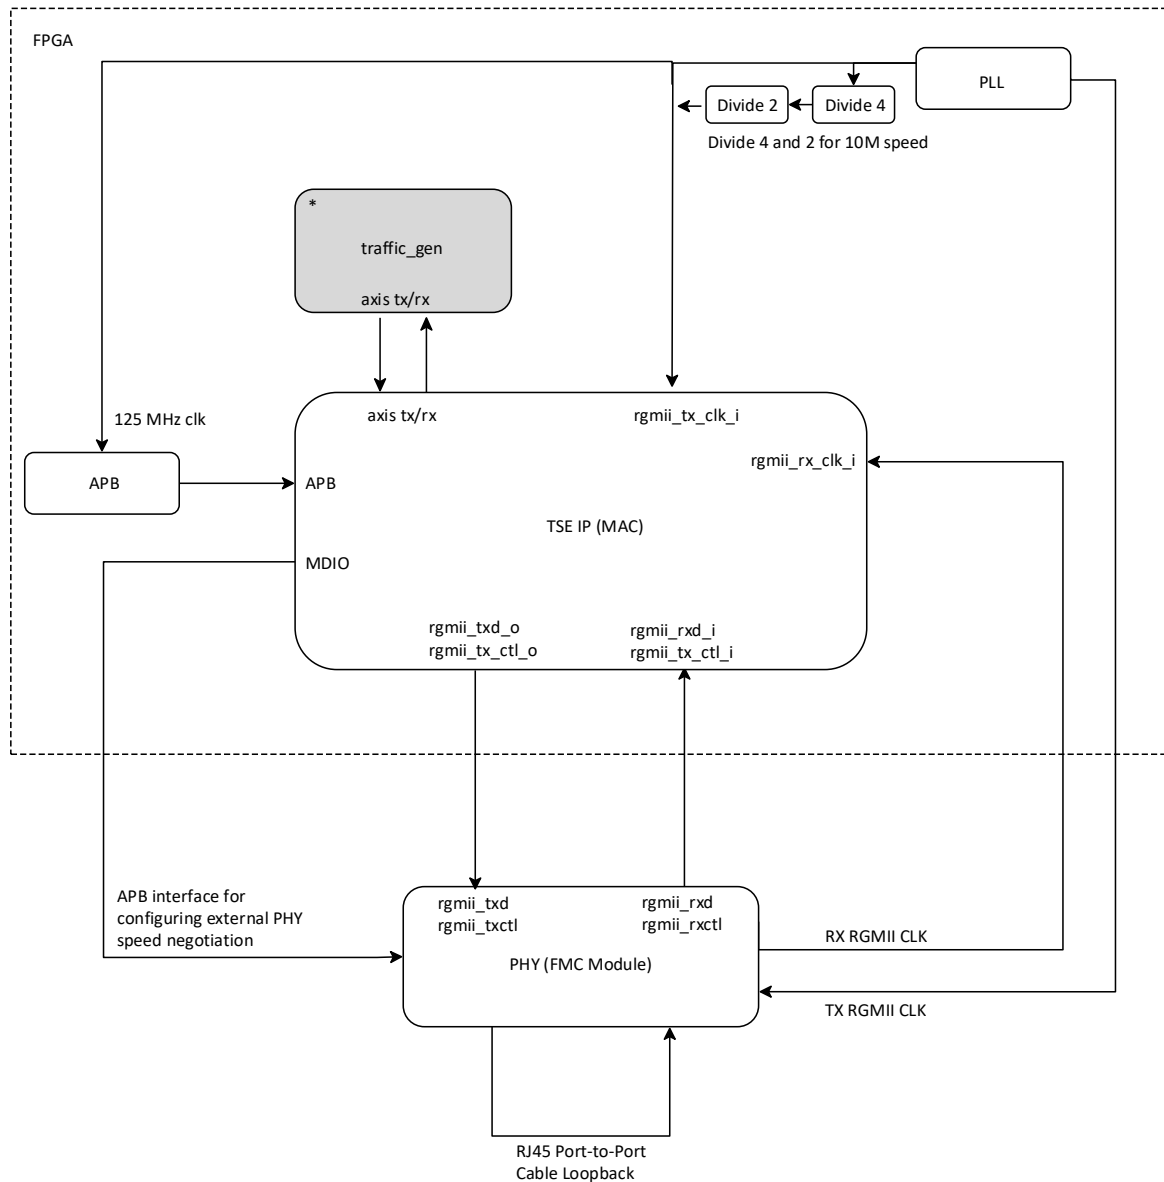 FPGA
PLL
Divide 2
Divide 4
Divide 4 and 2 for 10M speed
*
traffic_gen
axis tx/rx
125 MHz clk
axis tx/rx
rgmii_tx_clk_i
rgmii_rx_clk_i
APB
APB
TSE IP (MAC)
MDIO
rgmii_txd_o
rgmii_tx_ctl_o
rgmii_rxd_i
rgmii_tx_ctl_i
APB interface for
configuring external PHY
speed negotiation
rgmii_txd
rgmii_txctl
rgmii_rxd
rgmii_rxctl
PHY (FMC Module)
RX RGMII CLK
TX RGMII CLK
RJ45 Port-to-Port
Cable Loopback